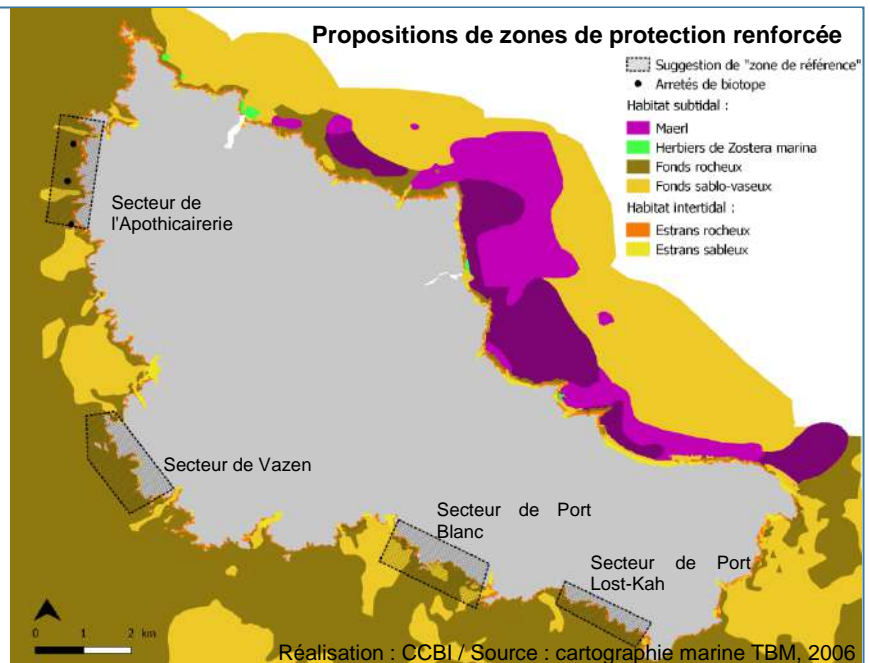 Propositions de zones de protection renforcée
Suggestion de "zone de référence"
Arretés de biotope
Habitat subtidal :
Maerl
Herbiers de Zostera marina
Fonds rocheux
Fonds sablo-vaseux
Habitat intertidal :
Estrans rocheux
Estrans sableux
Secteur de
l'Apothicairerie
Secteur de Vazen
Secteur de Port
Blanc
Secteur de Port
Lost-Kah
0 1 2 km
Réalisation : CCBI / Source : cartographie marine TBM, 2006